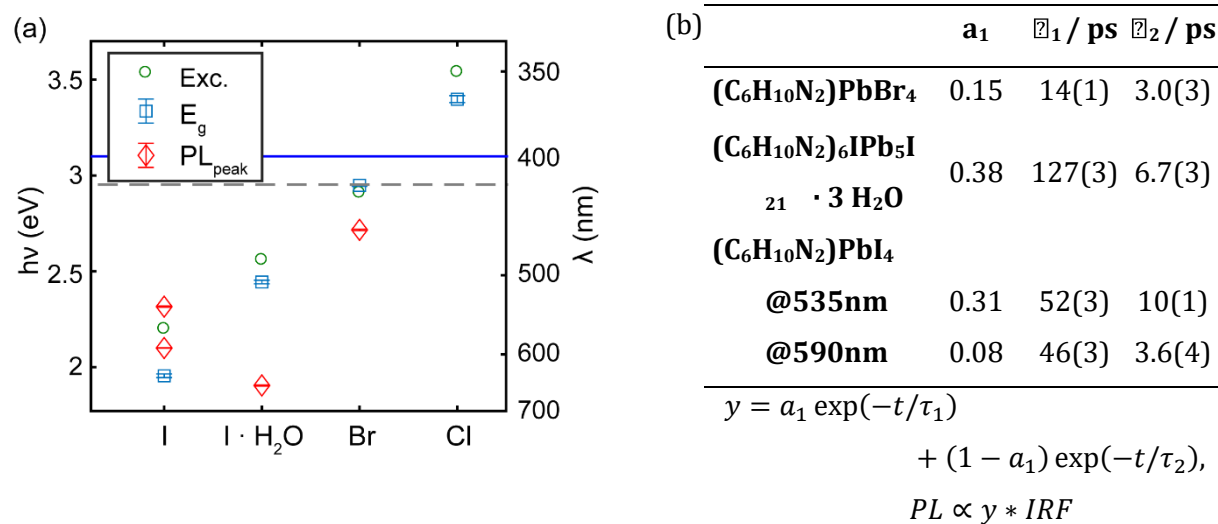 (a)
3.5
3
2.5
2
hν (eV)
Exc.
E_g
PL_peak
350
400
500
600
700
λ (nm)
I
I · H₂O
Br
Cl
(b)
a₁ ⍰₁ / ps ⍰₂ / ps
(C₆H₁₀N₂)PbBr₄ 0.15 14(1) 3.0(3)
(C₆H₁₀N₂)₆IPb₅I
₂₁ · 3 H₂O 0.38 127(3) 6.7(3)
(C₆H₁₀N₂)PbI₄
@535nm 0.31 52(3) 10(1)
@590nm 0.08 46(3) 3.6(4)
y = a₁ exp(−t/τ₁)
+ (1 − a₁) exp(−t/τ₂),
PL ∝ y * IRF